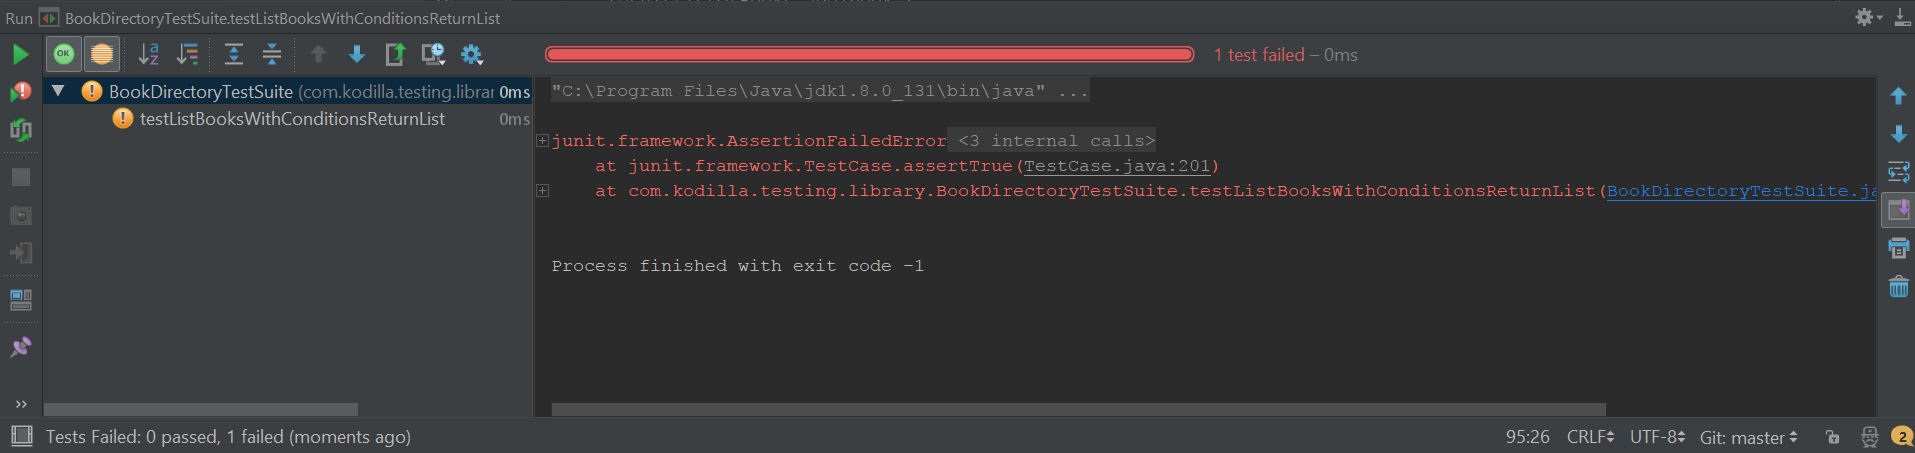 Run BookDirectoryTestSuite.testListBooksWithConditionsReturnList
OK a z 1 test failed – 0ms
BookDirectoryTestSuite (com.kodilla.testing.librar 0ms
testListBooksWithConditionsReturnList 0ms
"C:\Program Files\Java\jdk1.8.0_131\bin\java" ...
junit.framework.AssertionFailedError <3 internal calls>
at junit.framework.TestCase.assertTrue(TestCase.java:201)
at com.kodilla.testing.library.BookDirectoryTestSuite.testListBooksWithConditionsReturnList(BookDirectoryTestSuite.ja
Process finished with exit code -1
Tests Failed: 0 passed, 1 failed (moments ago) 95:26 CRLF UTF-8 Git: master 2